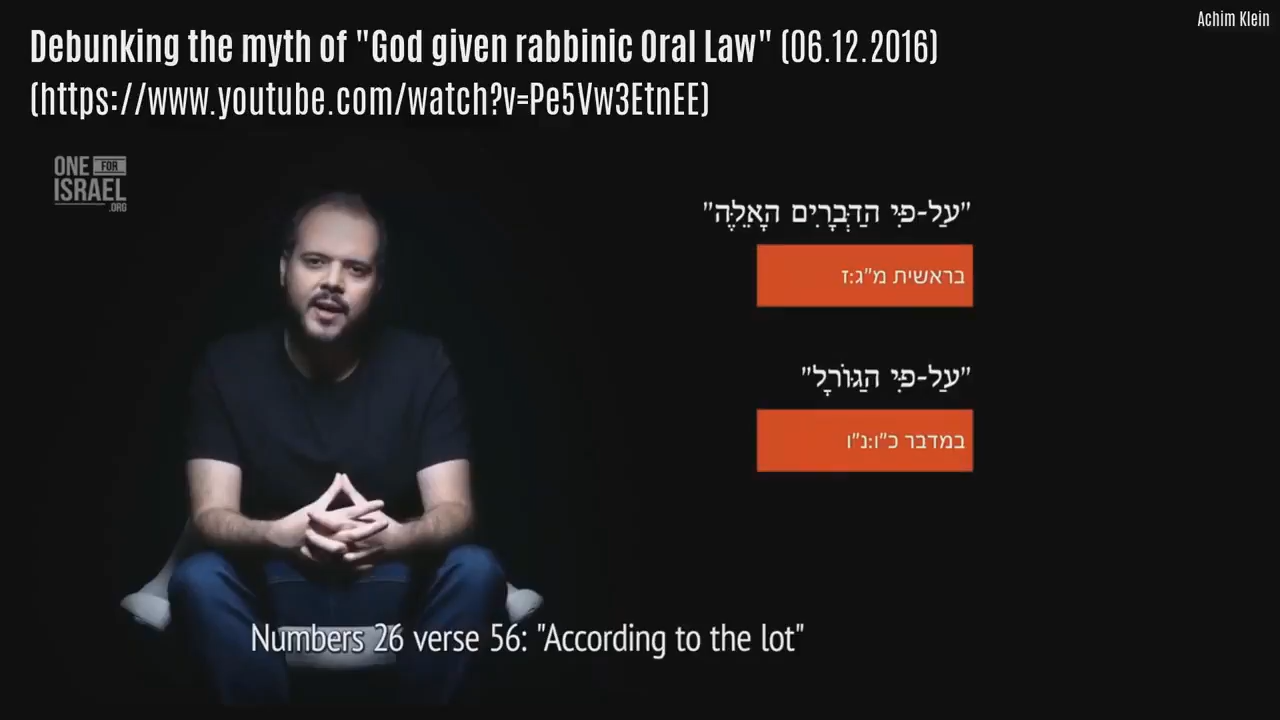 Achim Klein
Debunking the myth of "God given rabbinic Oral Law" (06.12.2016)
(https://www.youtube.com/watch?v=Pe5Vw3EtnEE)
ONE FOR
ISRAEL
.ORG
"עַל-פִּי הַדְּבָרִים הָאֵלֶּה"
בראשית מ"ג:ז
"עַל-פִּי הַגּוֹרָל"
במדבר כ"ו:נ"ו
Numbers 26 verse 56: "According to the lot"